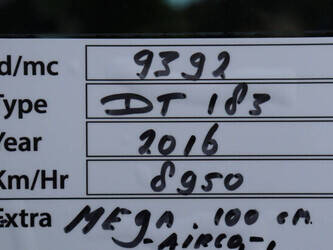 d/mc 9392
Type DT 183
Year 2016
Km/Hr 8950
Extra MEGA. 100 cm
-AIRCO-